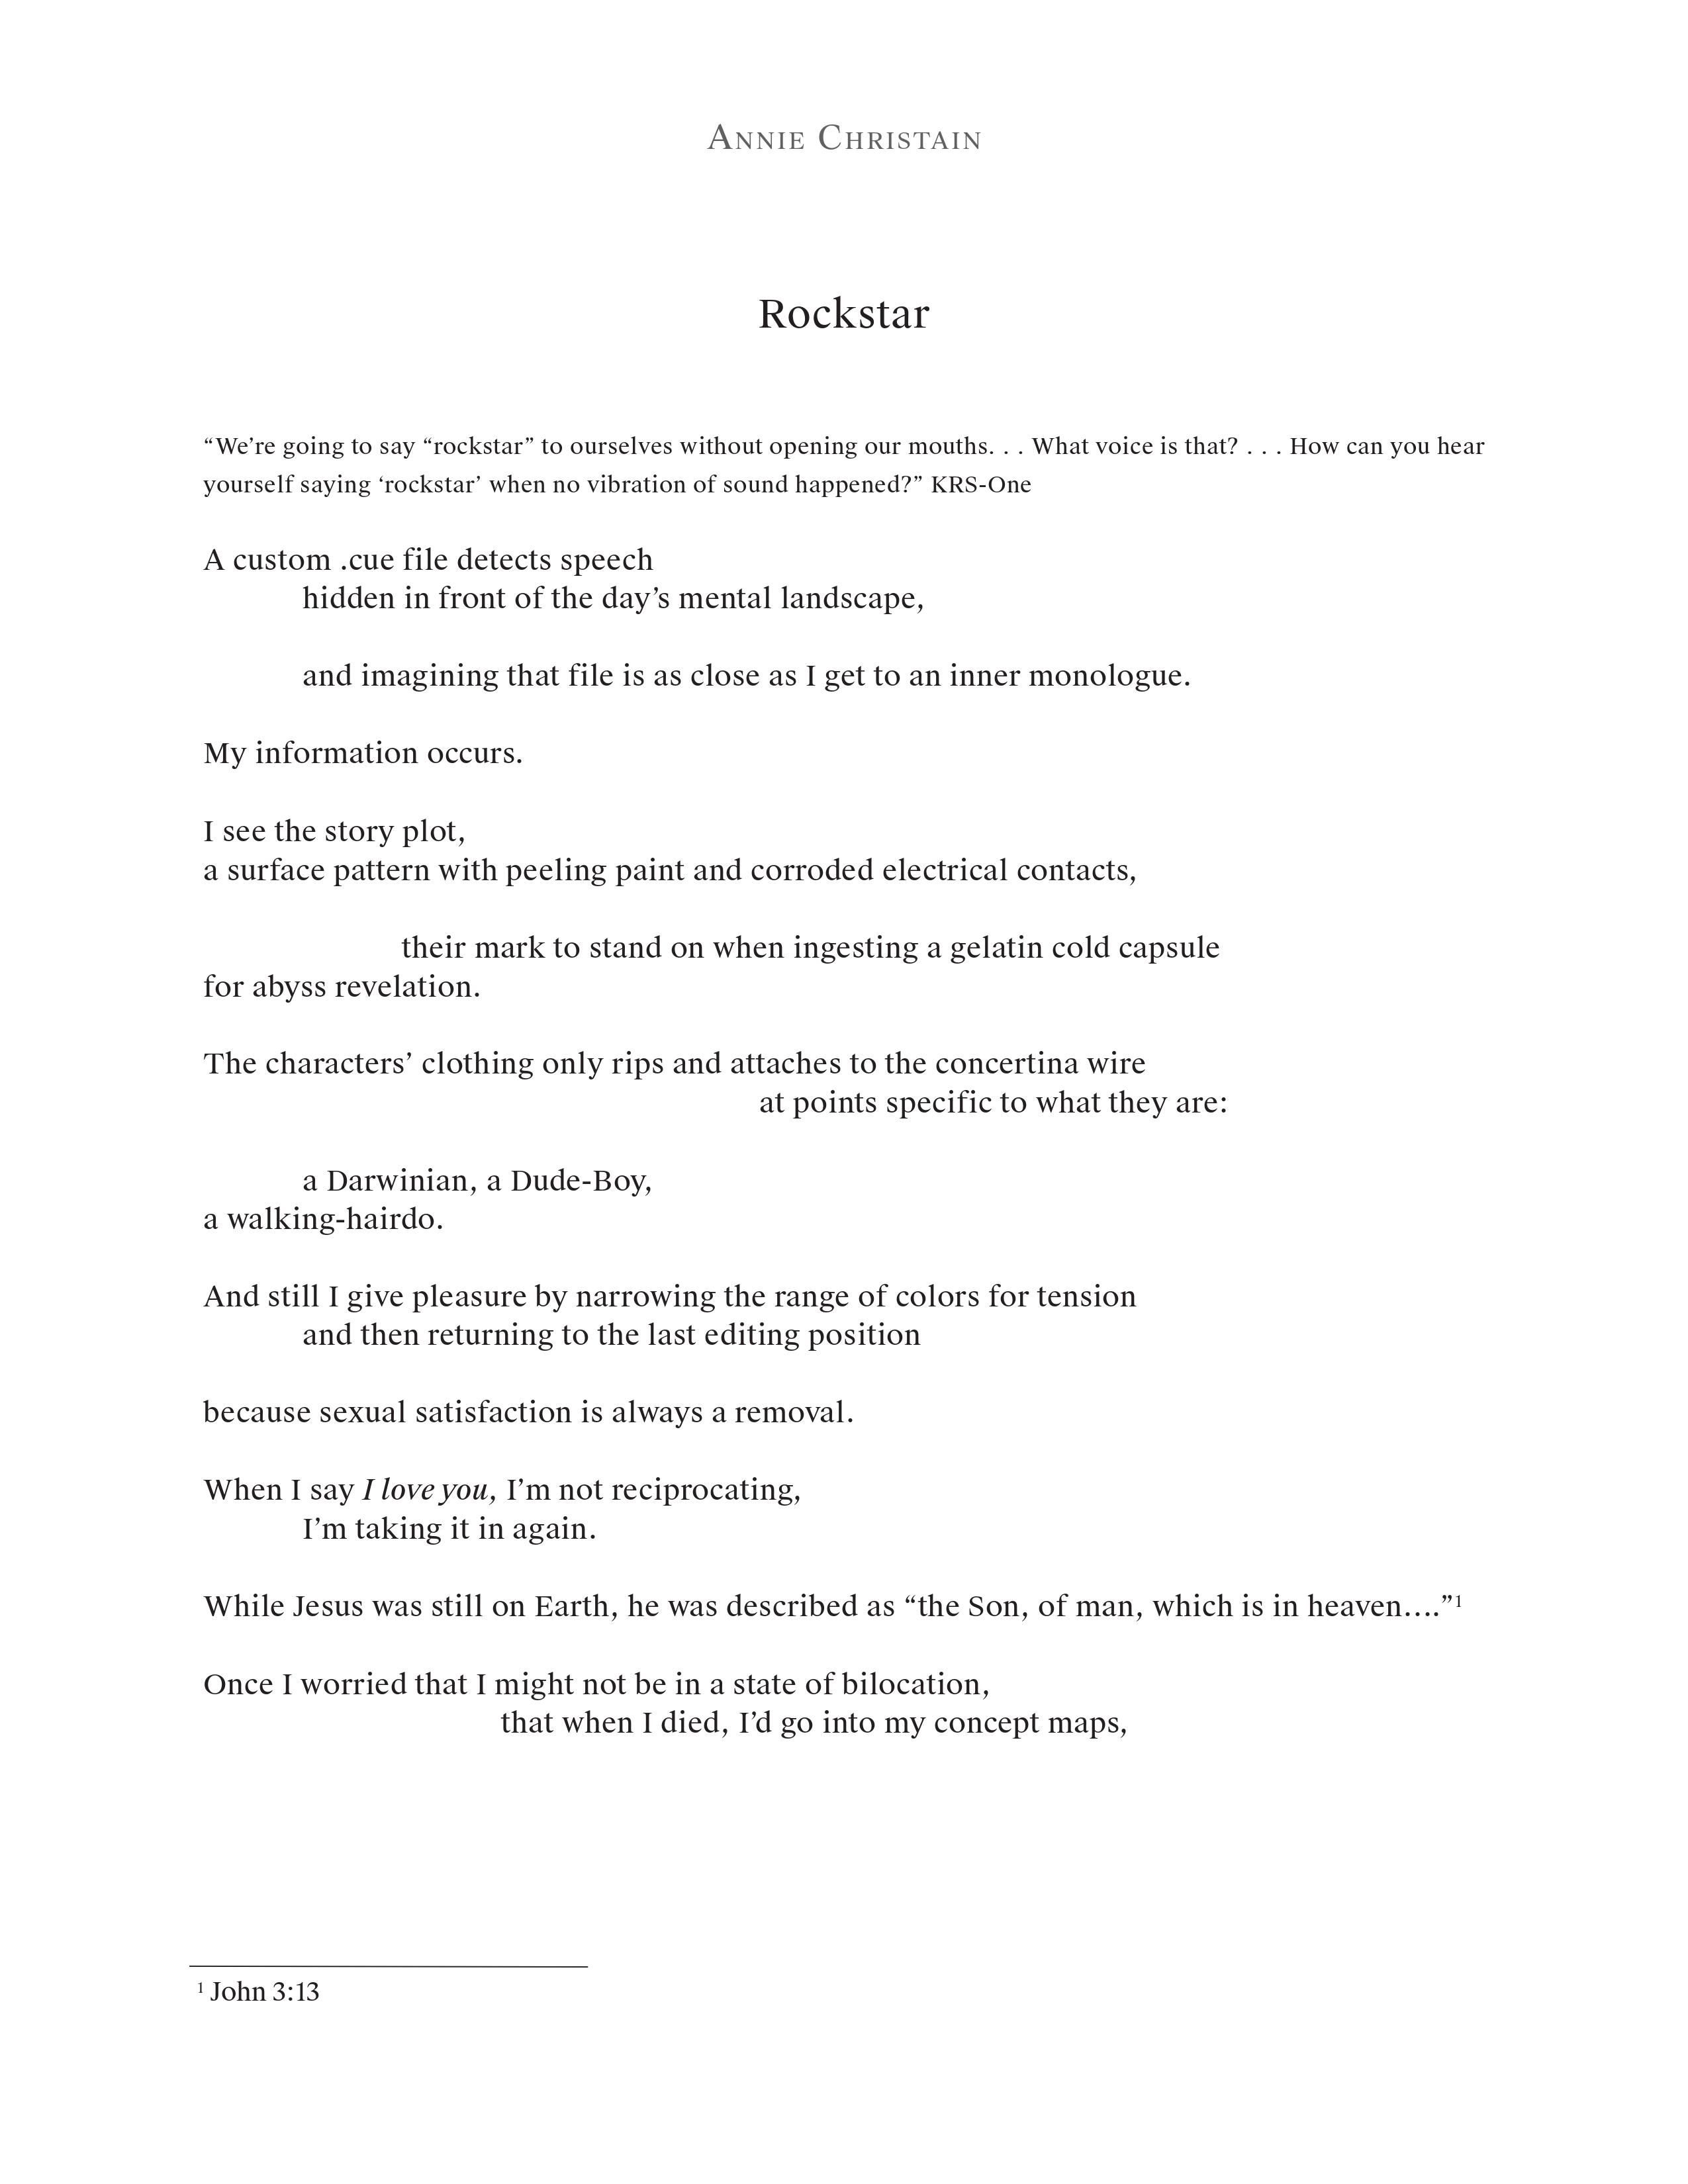 ANNIE CHRISTAIN
Rockstar
“We’re going to say “rockstar” to ourselves without opening our mouths. . . What voice is that? . . . How can you hear
yourself saying ‘rockstar’ when no vibration of sound happened?” KRS-One
A custom .cue file detects speech
hidden in front of the day’s mental landscape,
and imagining that file is as close as I get to an inner monologue.
My information occurs.
I see the story plot,
a surface pattern with peeling paint and corroded electrical contacts,
their mark to stand on when ingesting a gelatin cold capsule
for abyss revelation.
The characters’ clothing only rips and attaches to the concertina wire
at points specific to what they are:
a Darwinian, a Dude-Boy,
a walking-hairdo.
And still I give pleasure by narrowing the range of colors for tension
and then returning to the last editing position
because sexual satisfaction is always a removal.
When I say I love you, I’m not reciprocating,
I’m taking it in again.
While Jesus was still on Earth, he was described as “the Son, of man, which is in heaven….”¹
Once I worried that I might not be in a state of bilocation,
that when I died, I’d go into my concept maps,
¹ John 3:13